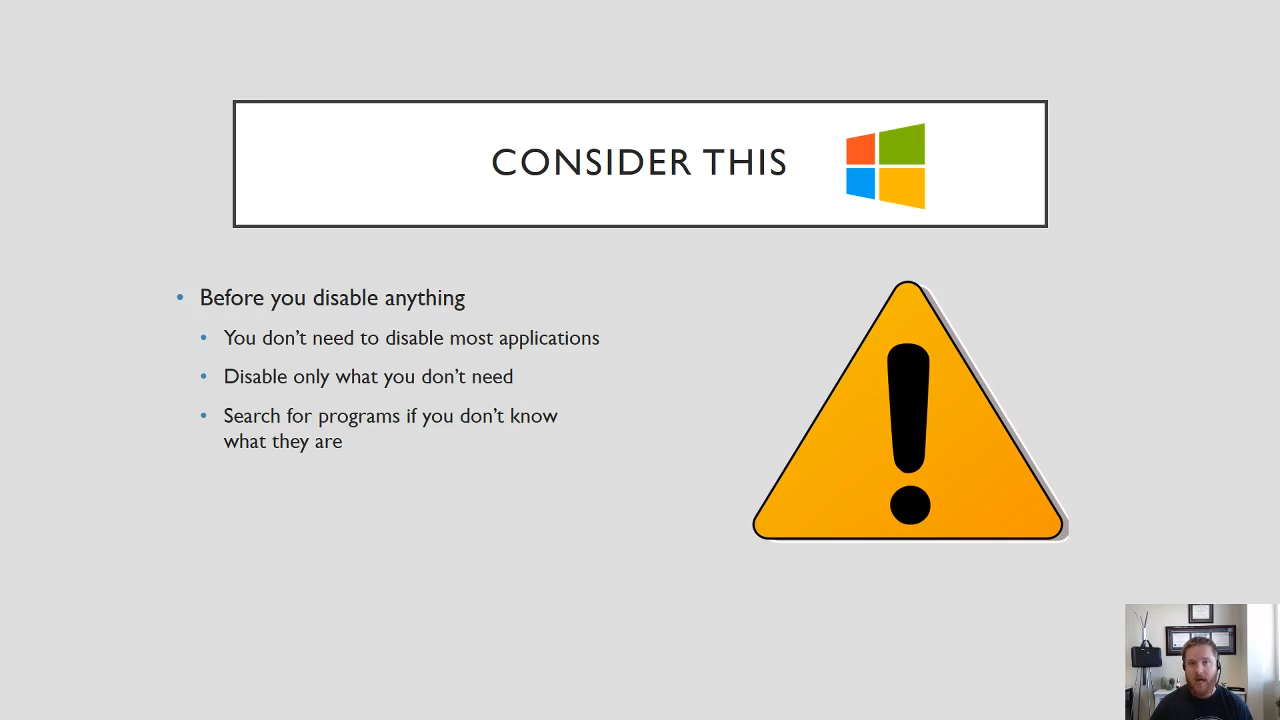 CONSIDER THIS
• Before you disable anything
• You don’t need to disable most applications
• Disable only what you don’t need
• Search for programs if you don’t know
what they are